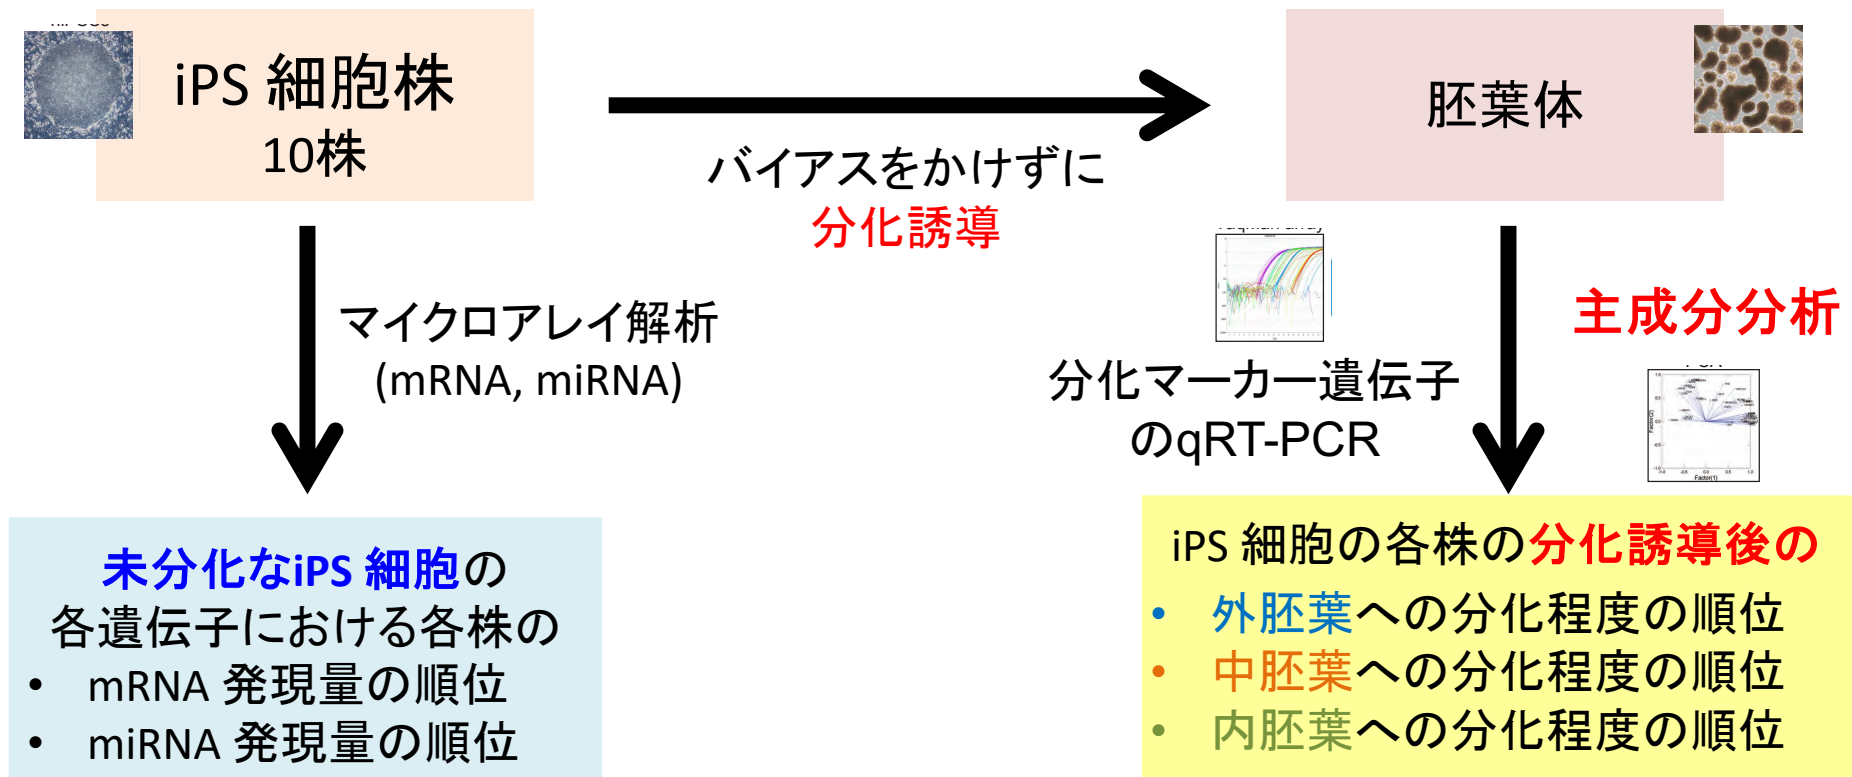 iPS 細胞株
10株
胚葉体
バイアスをかけずに
分化誘導
マイクロアレイ解析
(mRNA, miRNA)
分化マーカー遺伝子
のqRT-PCR
主成分分析
Factor(2)
Factor(1)
未分化なiPS 細胞の
各遺伝子における各株の
• mRNA 発現量の順位
• miRNA 発現量の順位
iPS 細胞の各株の分化誘導後の
• 外胚葉への分化程度の順位
• 中胚葉への分化程度の順位
• 内胚葉への分化程度の順位